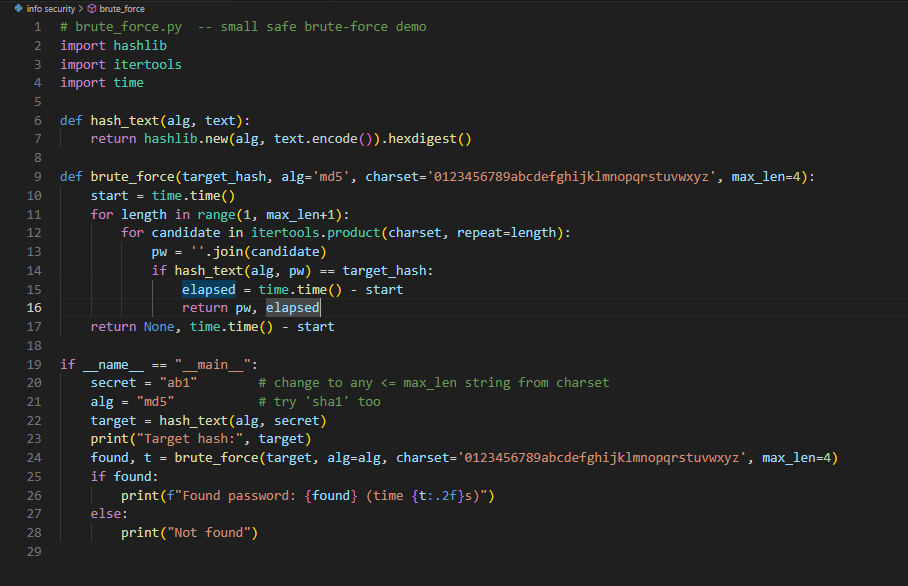 info security > brute_force
1 # brute_force.py  -- small safe brute-force demo
2 import hashlib
3 import itertools
4 import time
5
6 def hash_text(alg, text):
7     return hashlib.new(alg, text.encode()).hexdigest()
8
9 def brute_force(target_hash, alg='md5', charset='0123456789abcdefghijklmnopqrstuvwxyz', max_len=4):
10     start = time.time()
11     for length in range(1, max_len+1):
12         for candidate in itertools.product(charset, repeat=length):
13             pw = ''.join(candidate)
14             if hash_text(alg, pw) == target_hash:
15                 elapsed = time.time() - start
16                 return pw, elapsed
17     return None, time.time() - start
18
19 if __name__ == "__main__":
20     secret = "ab1"        # change to any <= max_len string from charset
21     alg = "md5"           # try 'sha1' too
22     target = hash_text(alg, secret)
23     print("Target hash:", target)
24     found, t = brute_force(target, alg=alg, charset='0123456789abcdefghijklmnopqrstuvwxyz', max_len=4)
25     if found:
26         print(f"Found password: {found} (time {t:.2f}s)")
27     else:
28         print("Not found")
29